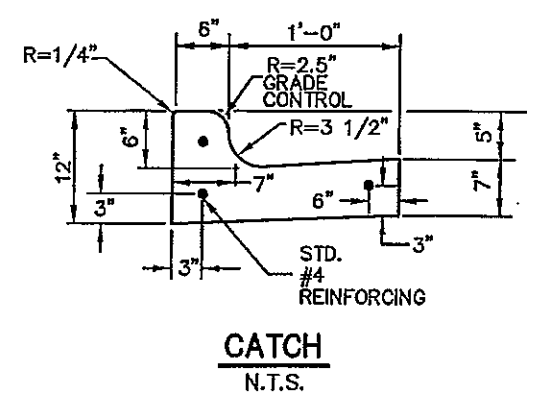 6" 1'-0"
R=1/4"
R=2.5"
GRADE
CONTROL
R=3 1/2"
12"
6"
5"
7"
7"
6"
3"
3"
3"
STD.
#4
REINFORCING
CATCH
N.T.S.